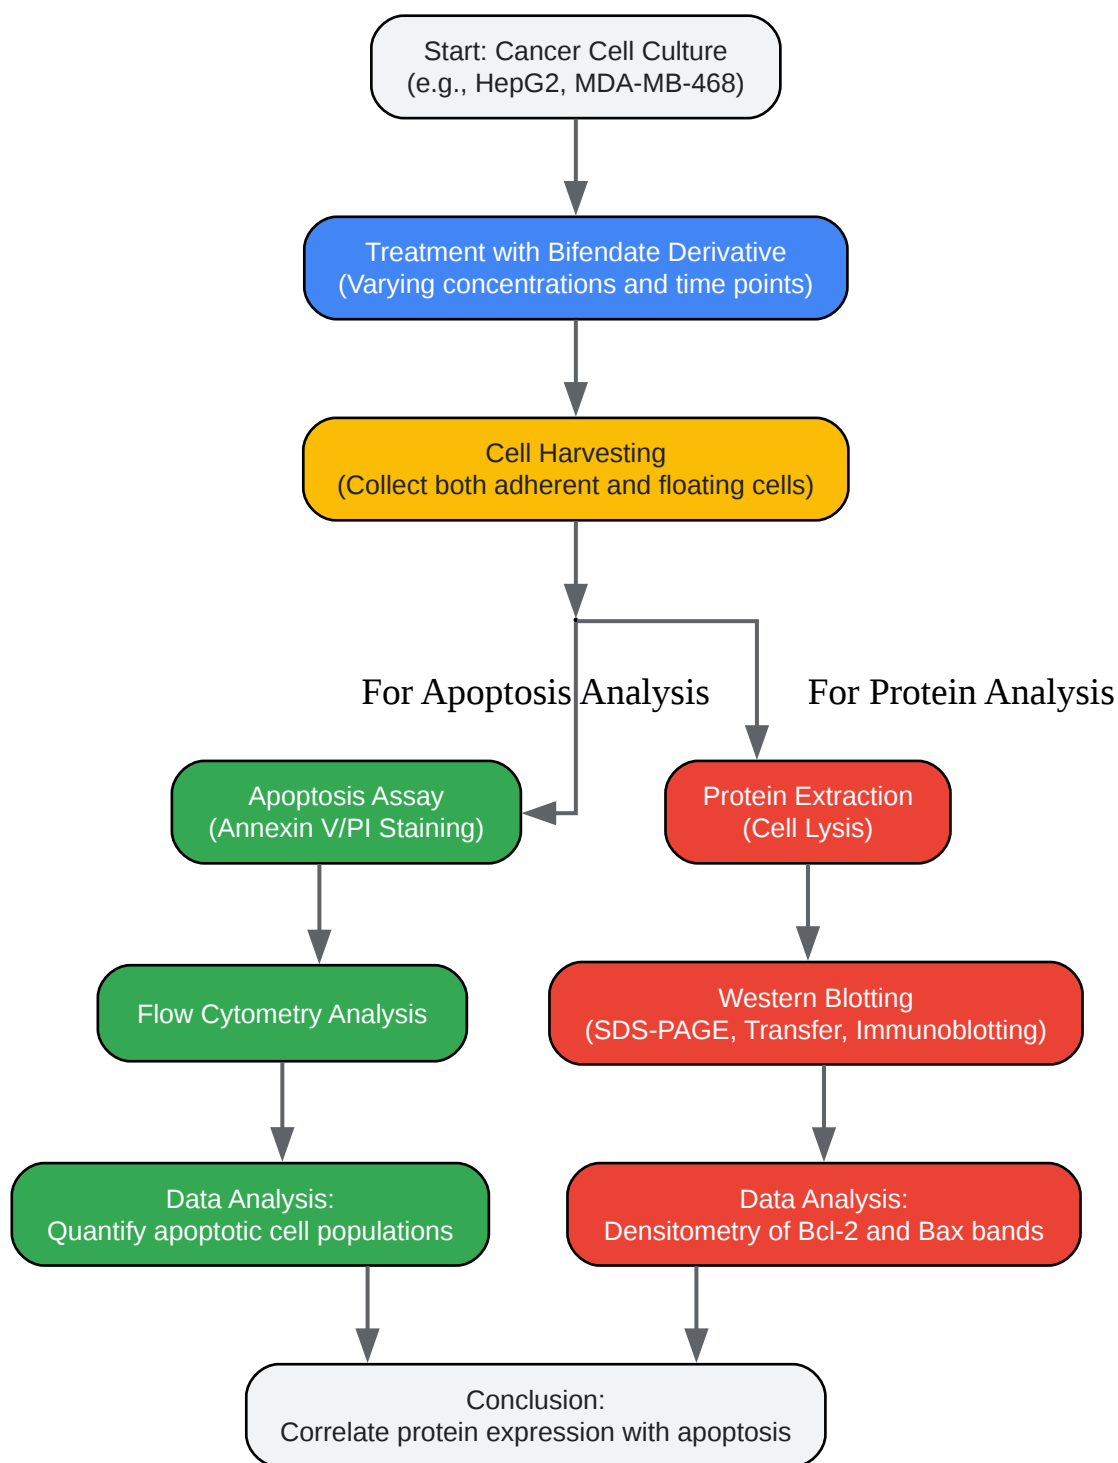 Start: Cancer Cell Culture
(e.g., HepG2, MDA-MB-468)
Treatment with Bifendate Derivative
(Varying concentrations and time points)
Cell Harvesting
(Collect both adherent and floating cells)
For Apoptosis Analysis
For Protein Analysis
Apoptosis Assay
(Annexin V/PI Staining)
Protein Extraction
(Cell Lysis)
Flow Cytometry Analysis
Western Blotting
(SDS-PAGE, Transfer, Immunoblotting)
Data Analysis:
Quantify apoptotic cell populations
Data Analysis:
Densitometry of Bcl-2 and Bax bands
Conclusion:
Correlate protein expression with apoptosis